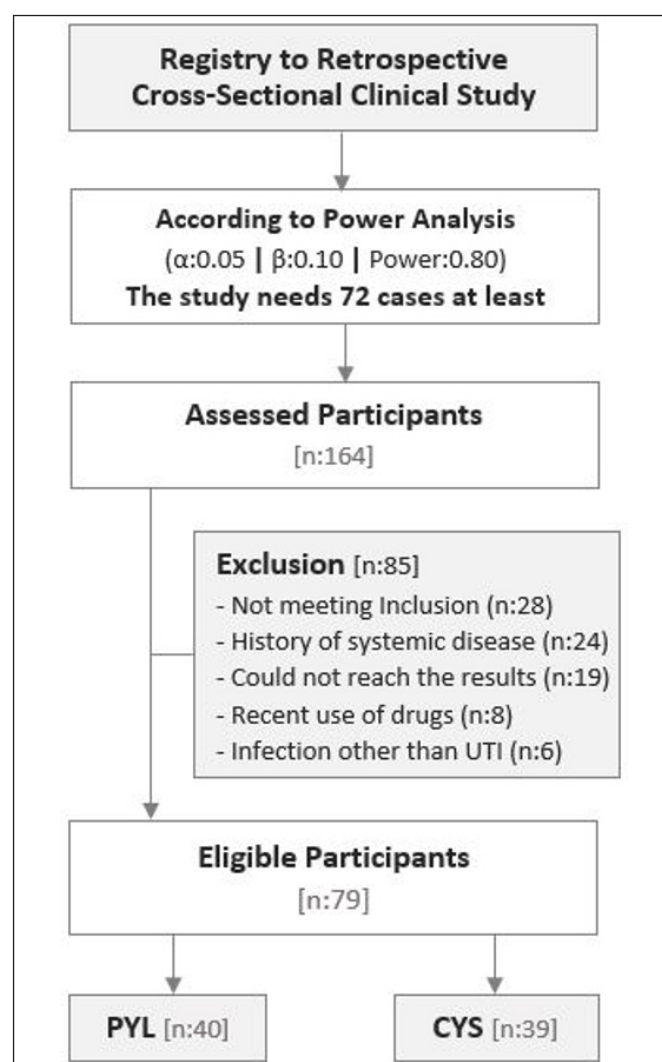 Registry to Retrospective
Cross-Sectional Clinical Study
According to Power Analysis
(α:0.05 | β:0.10 | Power:0.80)
The study needs 72 cases at least
Assessed Participants
[n:164]
Exclusion [n:85]
- Not meeting Inclusion (n:28)
- History of systemic disease (n:24)
- Could not reach the results (n:19)
- Recent use of drugs (n:8)
- Infection other than UTI (n:6)
Eligible Participants
[n:79]
PYL [n:40]
CYS [n:39]